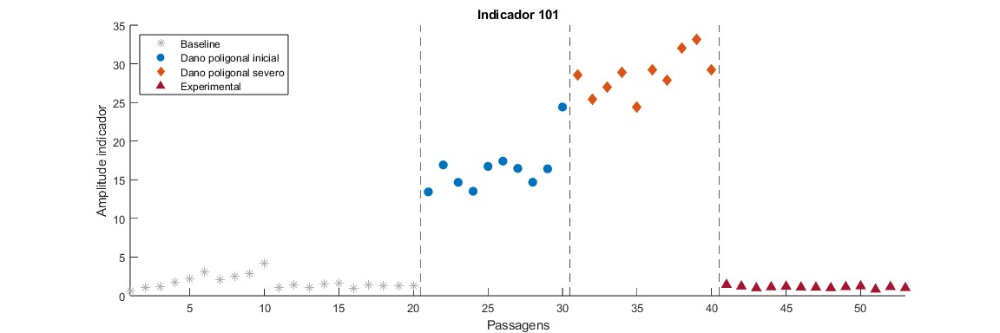 Indicador 101
Baseline
Dano poligonal inicial
Dano poligonal severo
Experimental
Amplitude indicador
35
30
25
20
15
10
5
0
5 10 15 20 25 30 35 40 45 50
Passagens